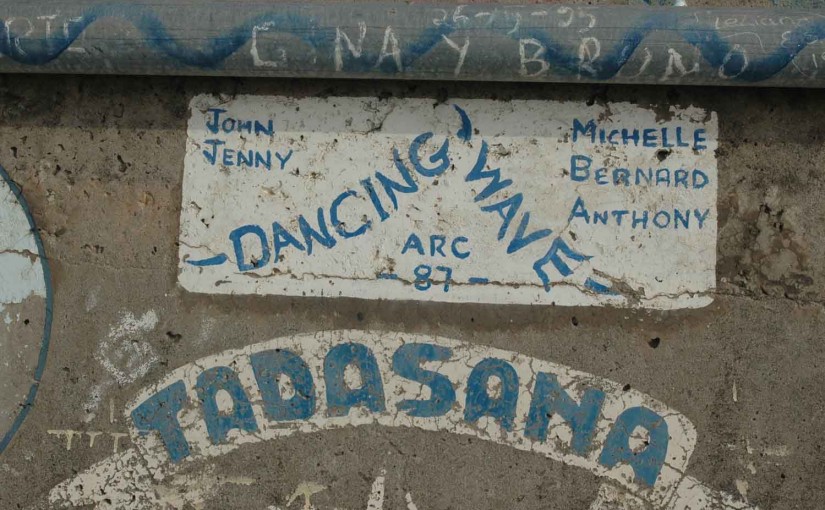 GINA Y BRUNO
JOHN
JENNY
DANCING WAVE
ARC
- 87 -
MICHELLE
BERNARD
ANTHONY
TADASANA